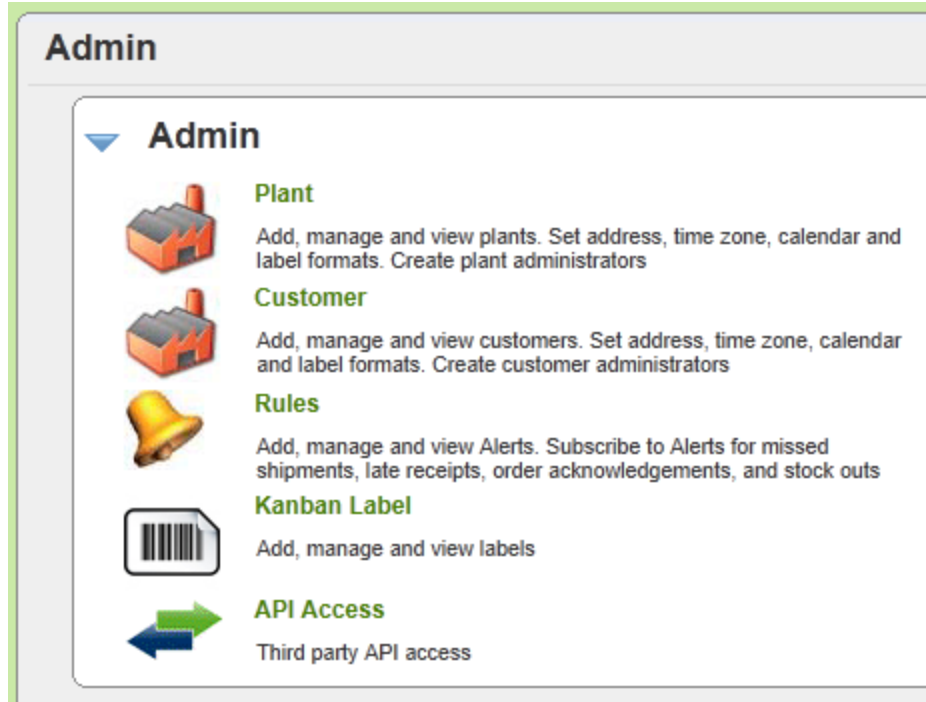 Admin
Admin
Plant
Add, manage and view plants. Set address, time zone, calendar and
label formats. Create plant administrators
Customer
Add, manage and view customers. Set address, time zone, calendar
and label formats. Create customer administrators
Rules
Add, manage and view Alerts. Subscribe to Alerts for missed
shipments, late receipts, order acknowledgements, and stock outs
Kanban Label
Add, manage and view labels
API Access
Third party API access